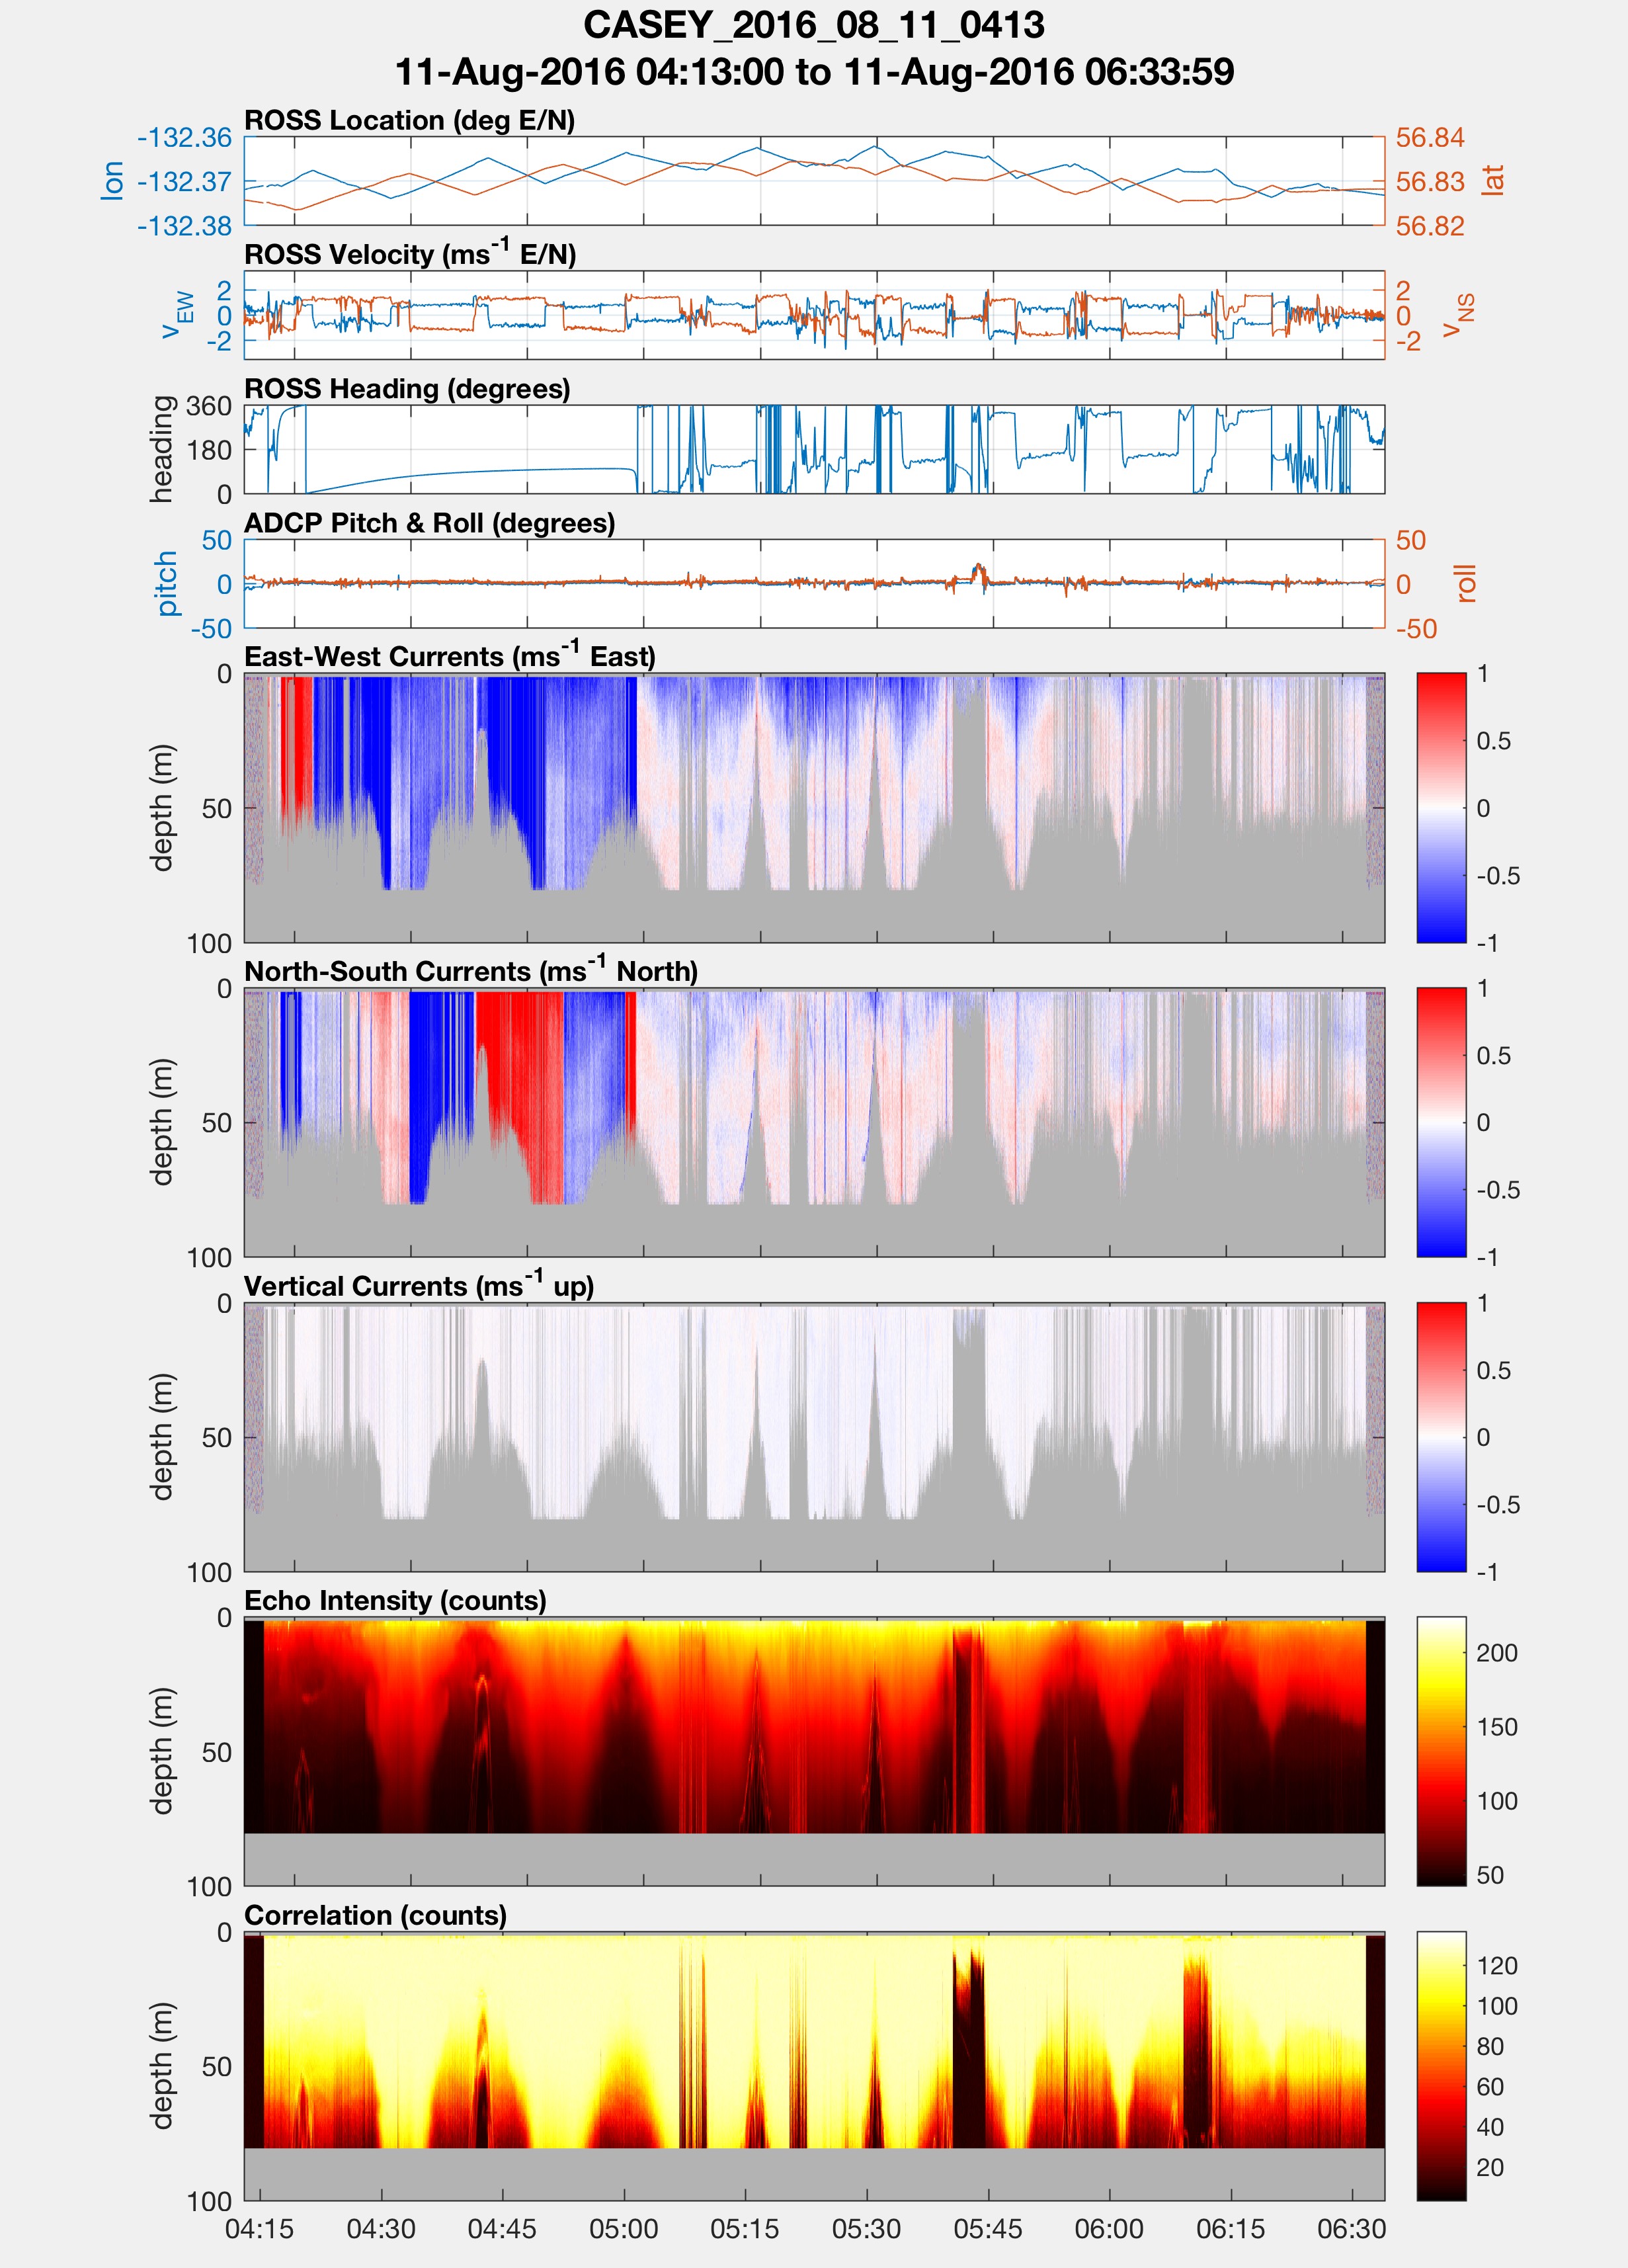 CASEY_2016_08_11_0413
11-Aug-2016 04:13:00 to 11-Aug-2016 06:33:59
ROSS Location (deg E/N)
-132.36
-132.37
-132.38
lon
56.84
56.83
56.82
lat
ROSS Velocity (ms-1 E/N)
2
0
-2
vEW
2
0
-2
vNS
ROSS Heading (degrees)
360
180
0
heading
ADCP Pitch & Roll (degrees)
50
0
-50
pitch
50
0
-50
roll
East-West Currents (ms-1 East)
0
50
100
depth (m)
1
0.5
0
-0.5
-1
North-South Currents (ms-1 North)
0
50
100
depth (m)
1
0.5
0
-0.5
-1
Vertical Currents (ms-1 up)
0
50
100
depth (m)
1
0.5
0
-0.5
-1
Echo Intensity (counts)
0
50
100
depth (m)
200
150
100
50
Correlation (counts)
0
50
100
depth (m)
120
100
80
60
40
20
04:15 04:30 04:45 05:00 05:15 05:30 05:45 06:00 06:15 06:30